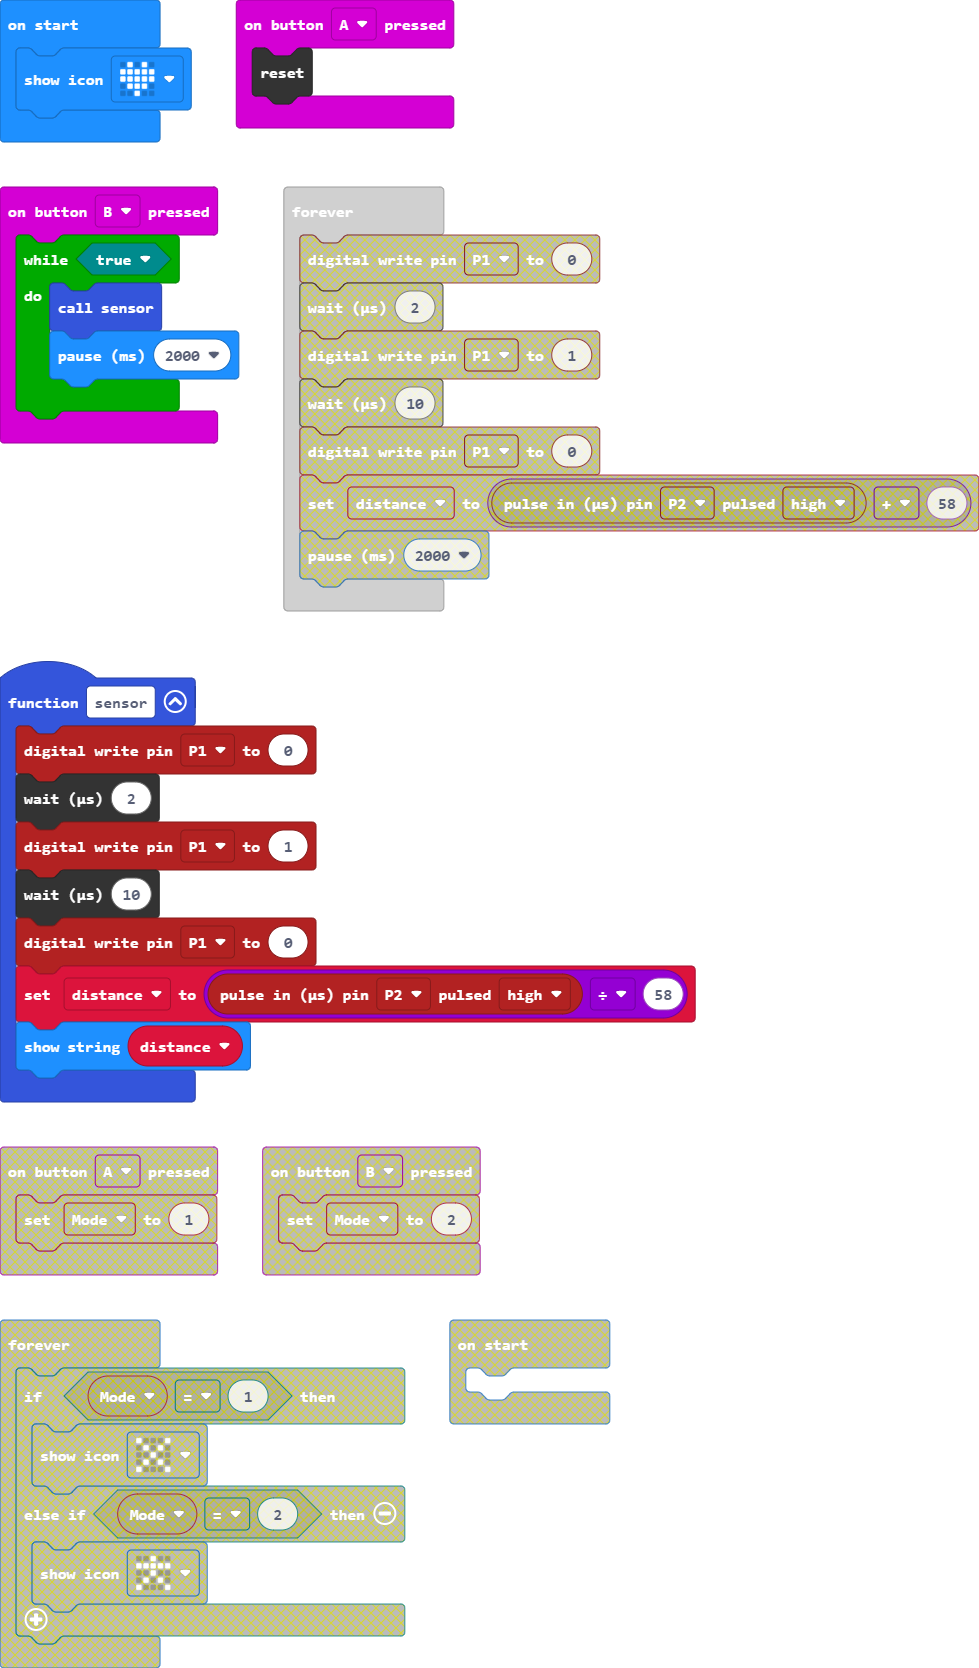 on start
show icon
on button A pressed
reset
on button B pressed
while true
do
call sensor
pause (ms) 2000
forever
digital write pin P1 to 0
wait (µs) 2
digital write pin P1 to 1
wait (µs) 10
digital write pin P1 to 0
set distance to pulse in (µs) pin P2 pulsed high ÷ 58
pause (ms) 2000
function sensor
digital write pin P1 to 0
wait (µs) 2
digital write pin P1 to 1
wait (µs) 10
digital write pin P1 to 0
set distance to pulse in (µs) pin P2 pulsed high ÷ 58
show string distance
on button A pressed
set Mode to 1
on button B pressed
set Mode to 2
forever
if Mode = 1 then
show icon
else if Mode = 2 then
show icon
on start